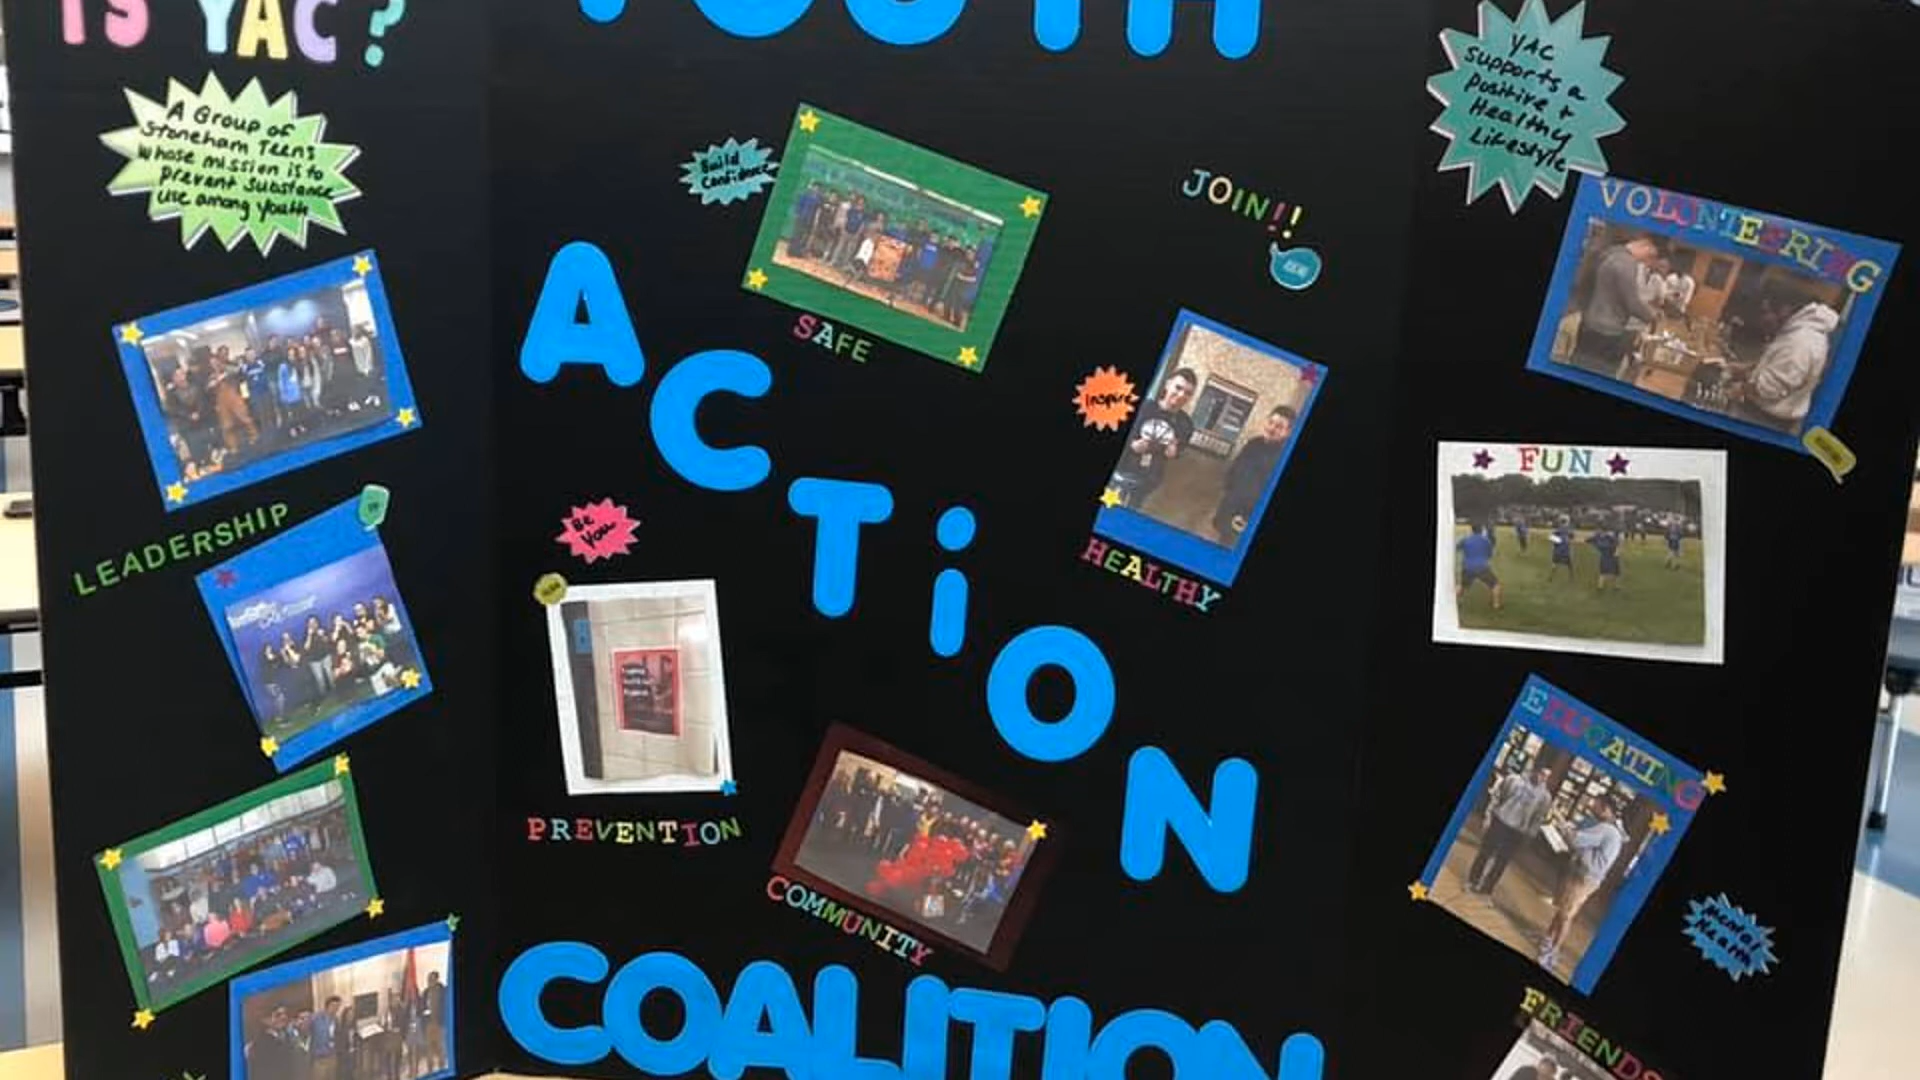 IS YAC?
A Group of
Stoneham Teens
whose mission is to
prevent substance
use among youth
LEADERSHIP
YOUTH
ACTiON
COALITION
Build
Confidence
SAFE
JOIN!!
Inspire
HEALTHY
Be
You
PREVENTION
COMMUNITY
YAC
Supports a
Positive +
Healthy
Lifestyle
VOLUNTEERING
FUN
EDUCATING
Mental
Health
FRIENDS